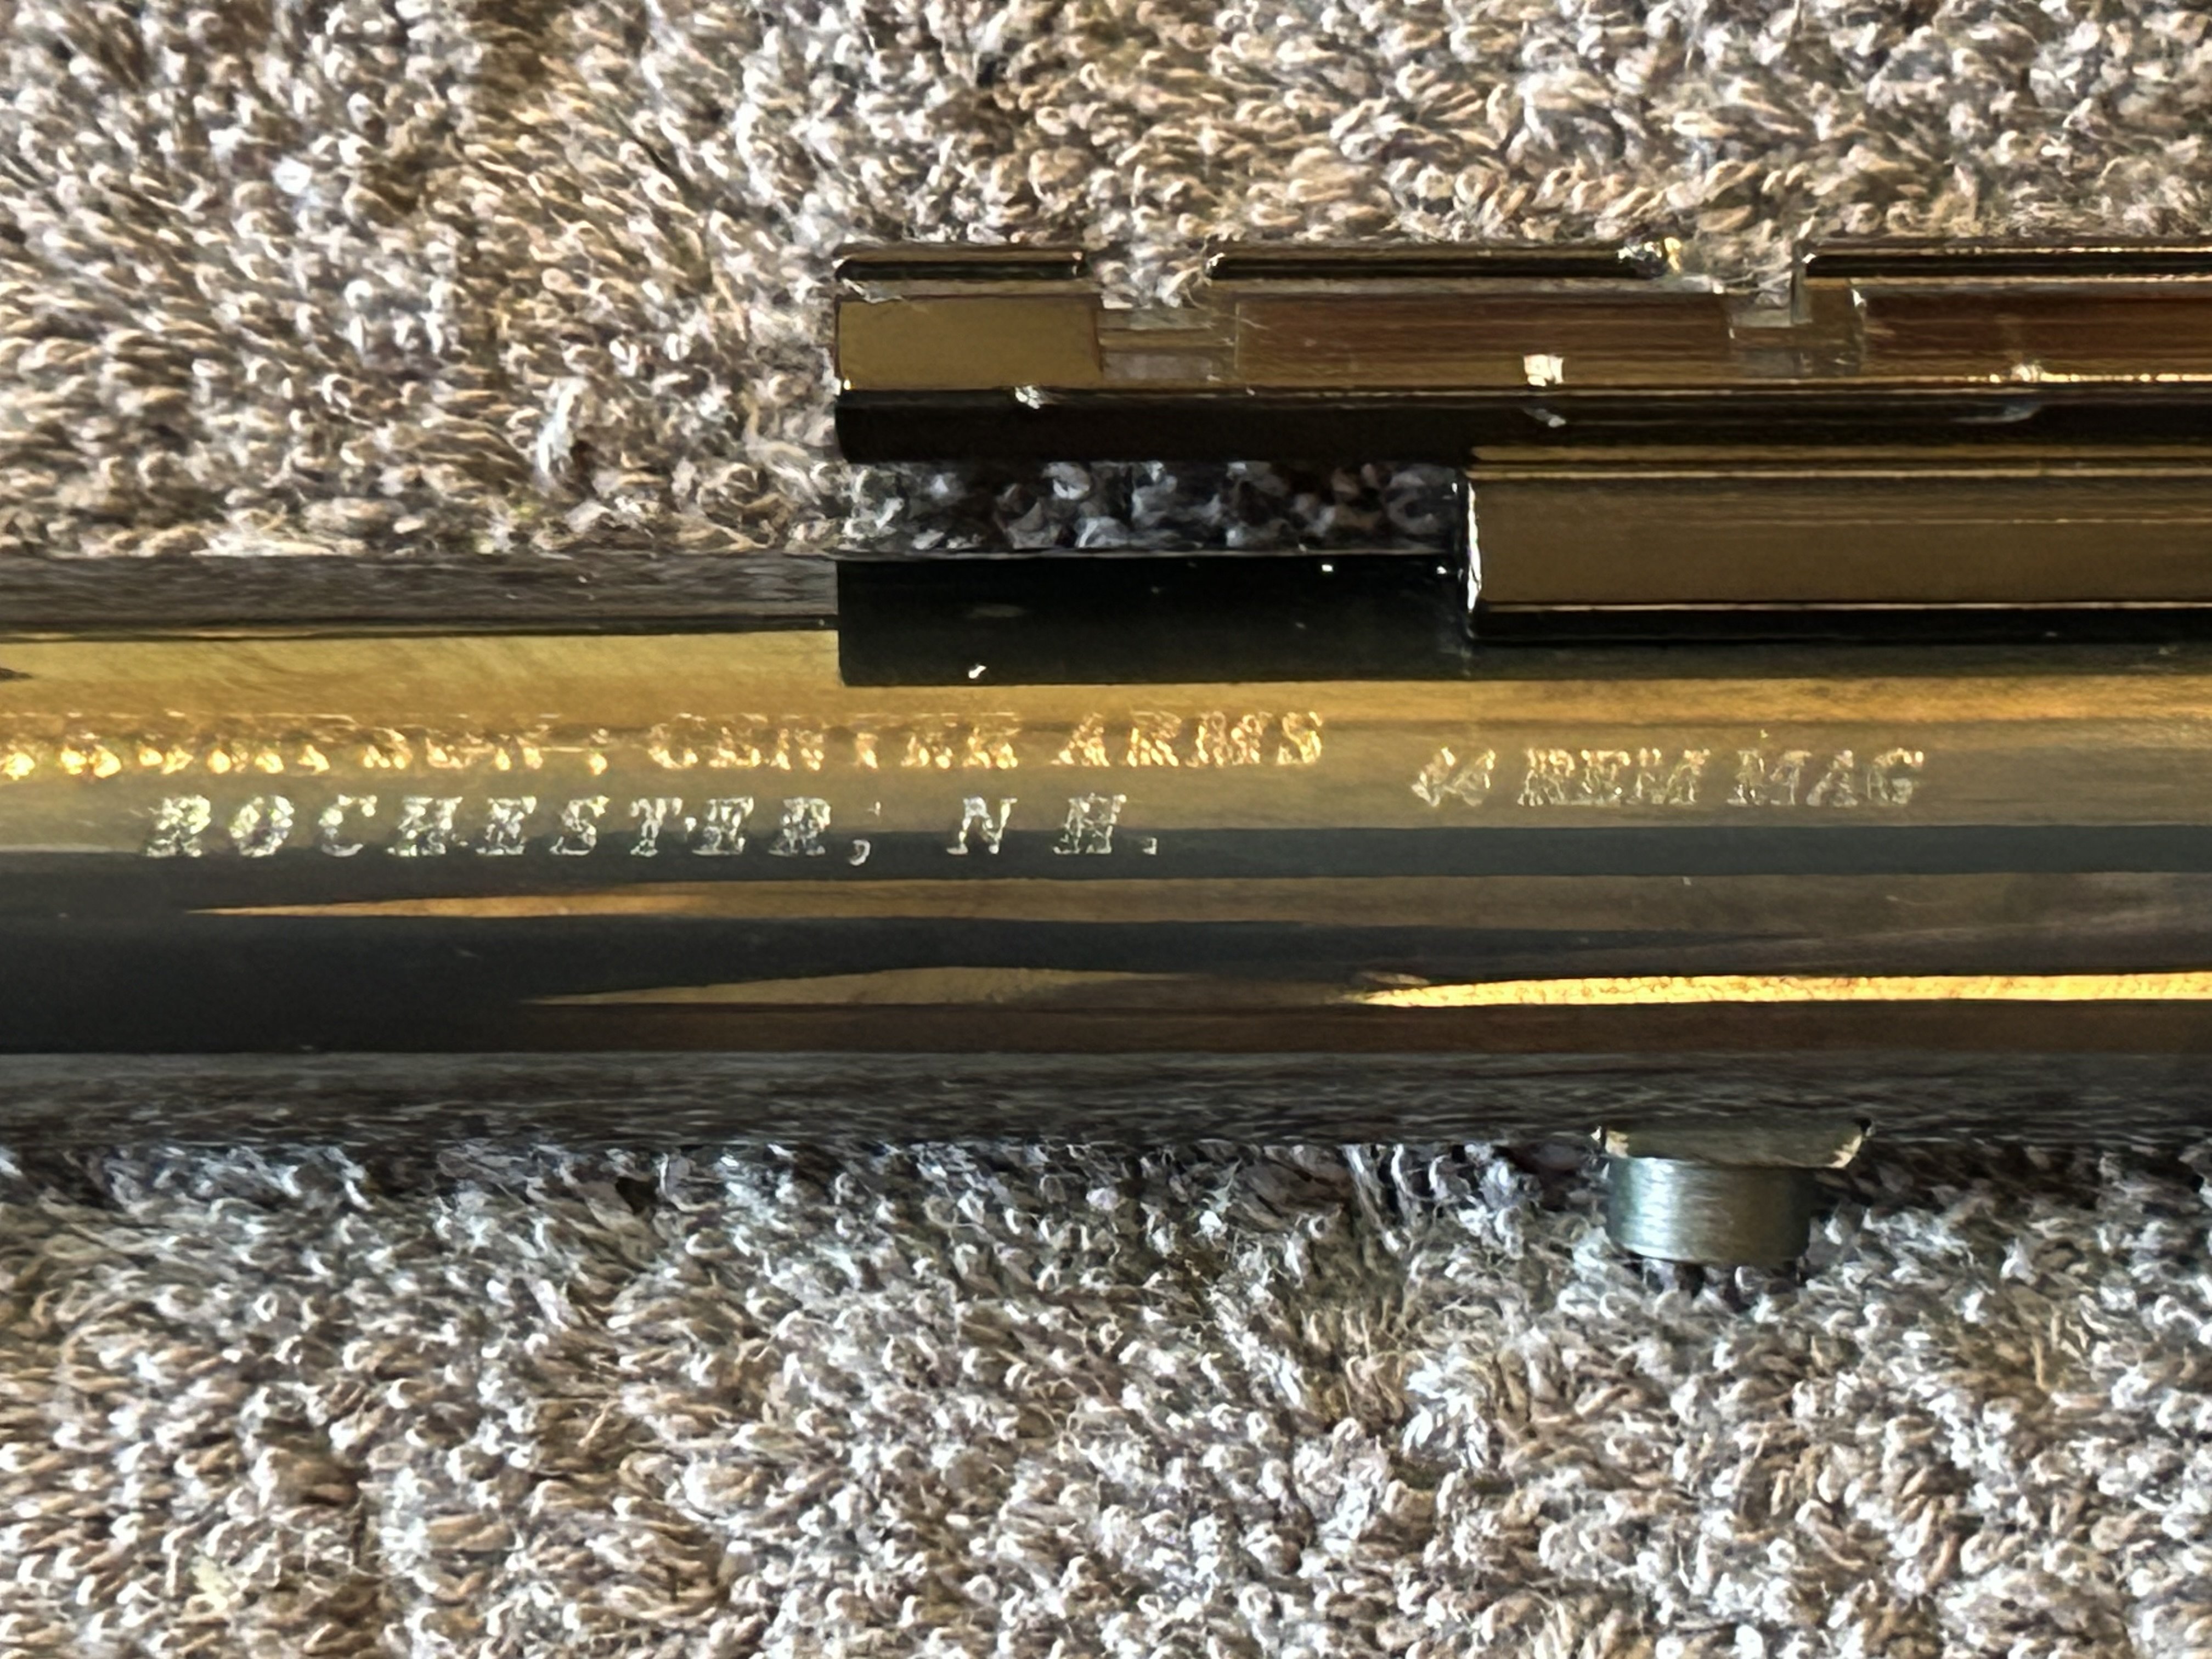 CENTER ARMS
ROCHESTER, N H.
44 REM MAG